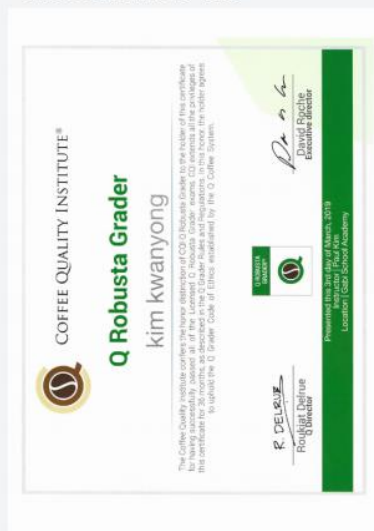 COFFEE QUALITY INSTITUTE®
Q Robusta Grader
kim kwanyong
The Coffee Quality Institute confers the honor distinction of CQI Q Robusta Grader to the holder of this certificate
for having successfully passed all of the Licensed Q Robusta Grader exams. CQI extends all the privileges of
this certificate for 36 months, as described in the Q Grader Rules and Regulations. In this honor, the holder agrees
to uphold the Q Grader Code of Ethics established by the Q Coffee System.
R. DELRUE
Roukiat Delrue
Q Director
Q ROBUSTA
GRADER
David Roche
Executive director
Presented this 3rd day of March, 2019
Instructor | Paul Kim
Location | Gabi School Academy